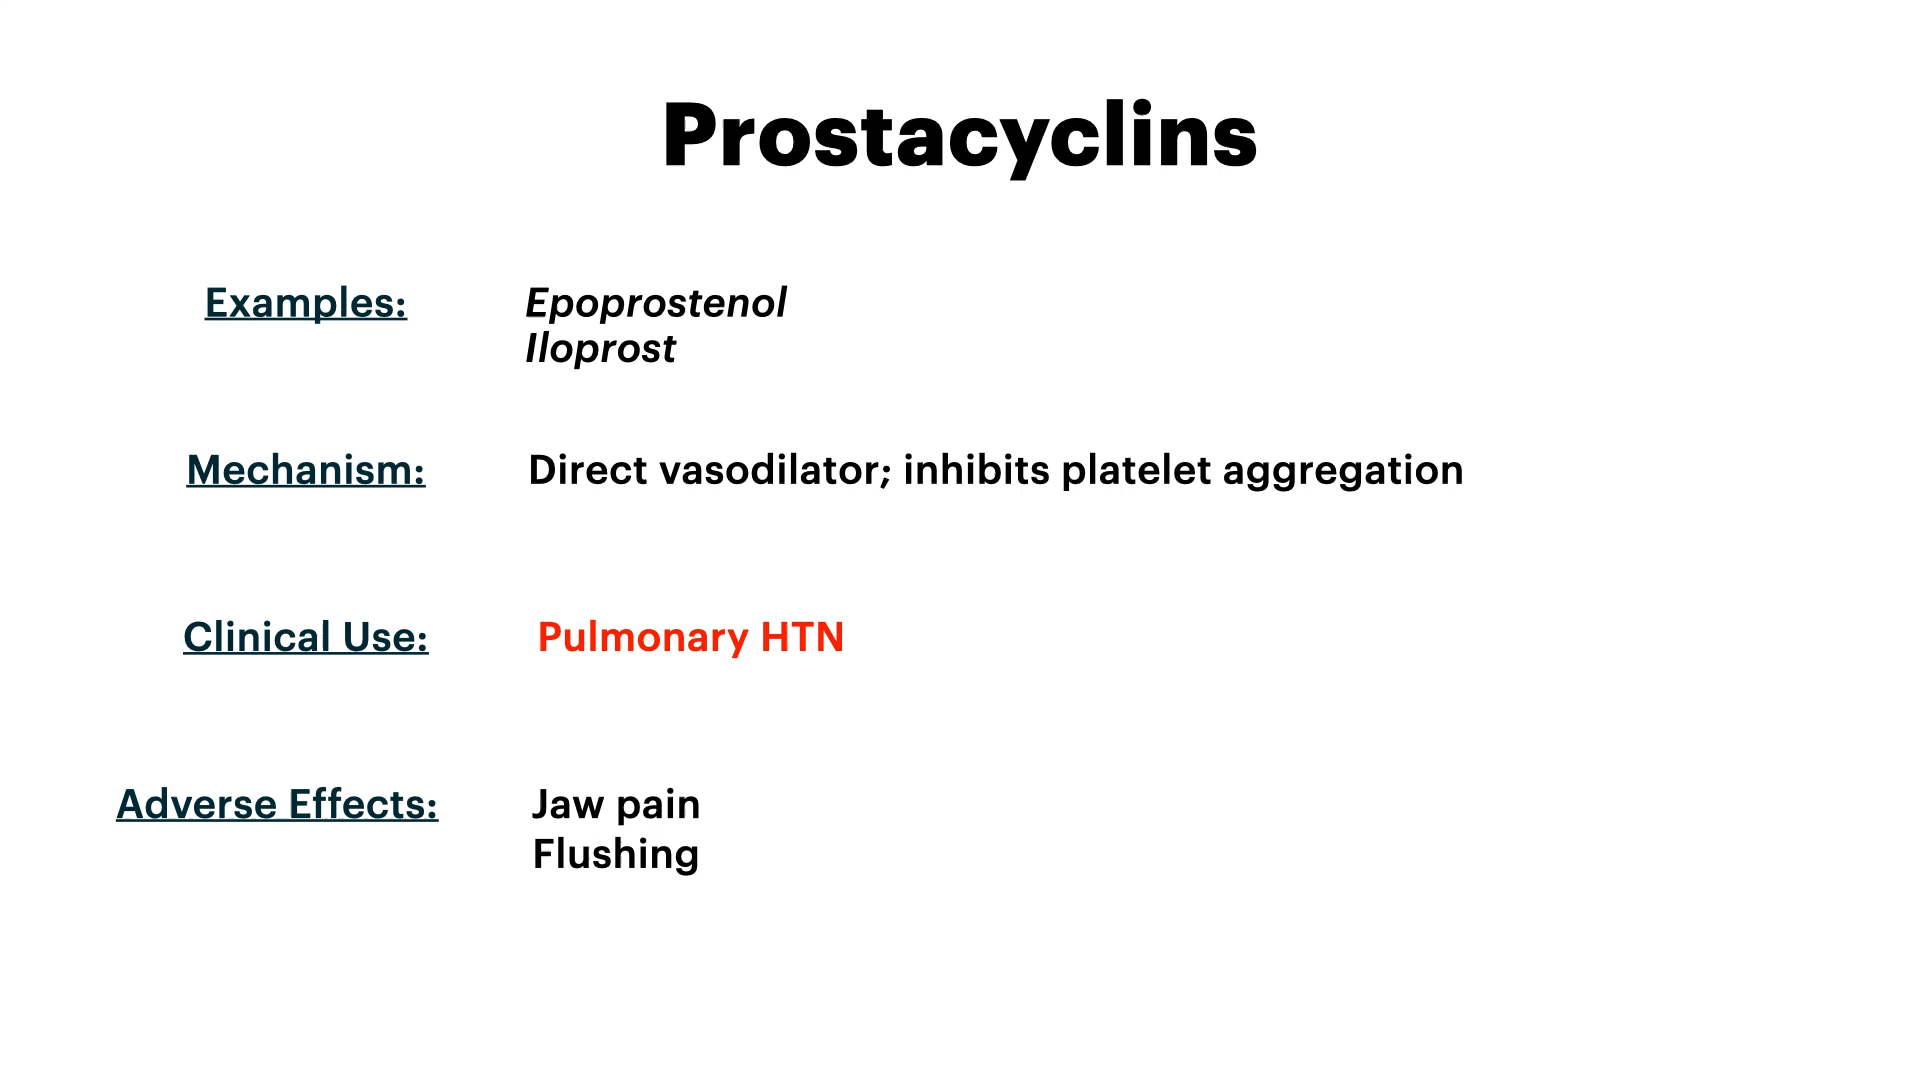 Prostacyclins
Examples: Epoprostenol
Iloprost
Mechanism: Direct vasodilator; inhibits platelet aggregation
Clinical Use: Pulmonary HTN
Adverse Effects: Jaw pain
Flushing